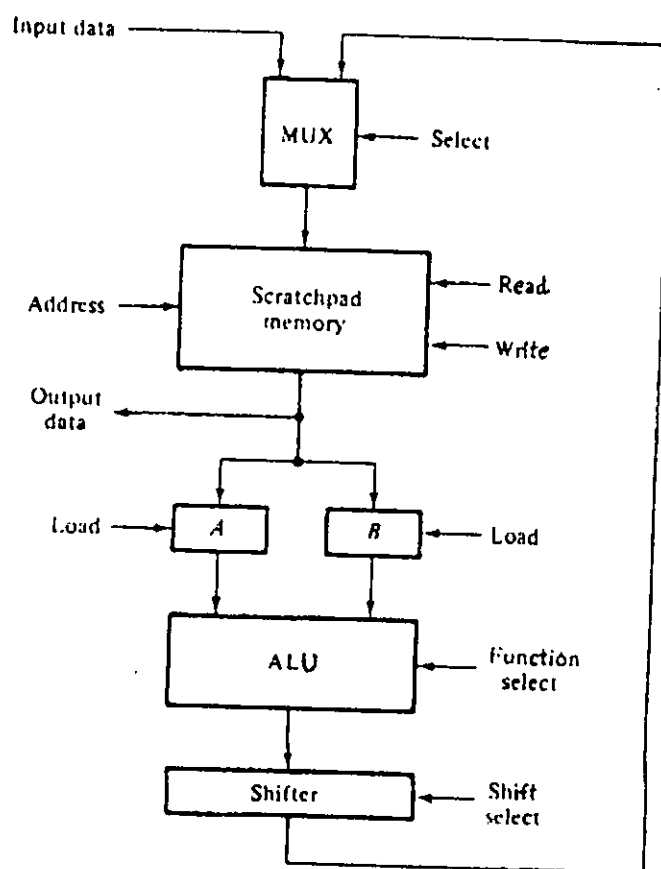 Input data
MUX
Select
Scratchpad
memory
Read
Address
Write
Output
data
Load
A
B
Load
ALU
Function
select
Shifter
Shift
select